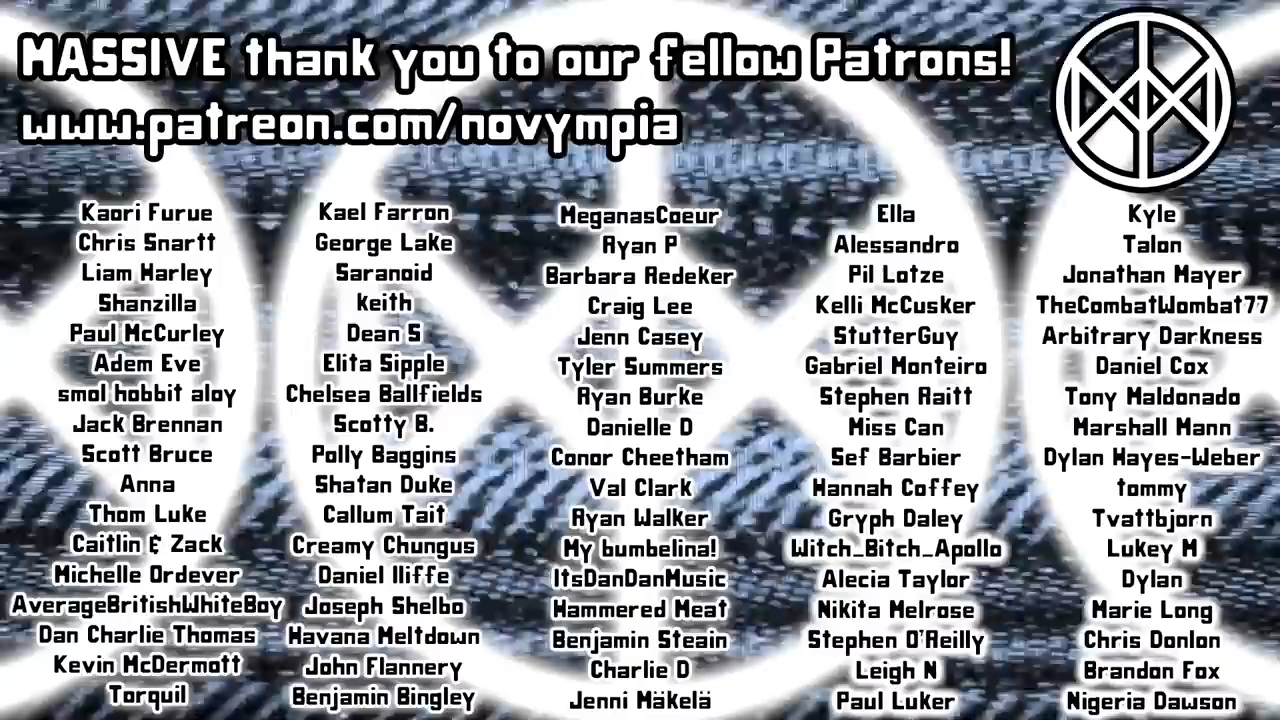 MASSIVE thank you to our fellow Patrons!
www.patreon.com/novympia
Kaori Furue
Chris Snartt
Liam Harley
Shanzilla
Paul McCurley
Adem Eve
smol hobbit aloy
Jack Brennan
Scott Bruce
Anna
Thom Luke
Caitlin & Zack
Michelle Ordever
AverageBritishWhiteBoy
Dan Charlie Thomas
Kevin McDermott
Torquil
Kael Farron
George Lake
Saranoid
keith
Dean S
Elita Sipple
Chelsea Ballfields
Scotty B.
Polly Baggins
Shatan Duke
Callum Tait
Creamy Chungus
Daniel Iliffe
Joseph Shelbo
Havana Meltdown
John Flannery
Benjamin Bingley
MeganasCoeur
Ryan P
Barbara Redeker
Craig Lee
Jenn Casey
Tyler Summers
Ryan Burke
Danielle D
Conor Cheetham
Val Clark
Ryan Walker
My bumbelina!
ItsDanDanMusic
Hammered Meat
Benjamin Steain
Charlie D
Jenni Mäkelä
Ella
Alessandro
Pil Lotze
Kelli McCusker
StutterGuy
Gabriel Monteiro
Stephen Raitt
Miss Can
Sef Barbier
Hannah Coffey
Gryph Daley
Witch_Bitch_Apollo
Alecia Taylor
Nikita Melrose
Stephen O'Reilly
Leigh N
Paul Luker
Kyle
Talon
Jonathan Mayer
TheCombatWombat77
Arbitrary Darkness
Daniel Cox
Tony Maldonado
Marshall Mann
Dylan Hayes-Weber
tommy
Tvattbjorn
Lukey M
Dylan
Marie Long
Chris Donlon
Brandon Fox
Nigeria Dawson